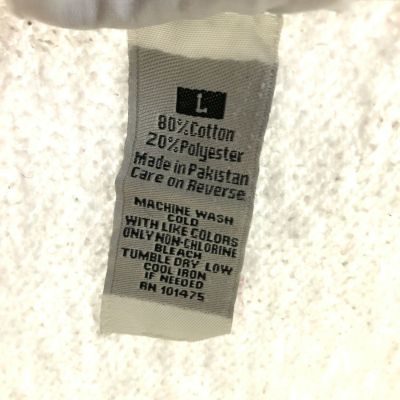 L
80%Cotton
20%Polyester
Made in Pakistan
Care on Reverse
MACHINE WASH
COLD
WITH LIKE COLORS
ONLY NON-CHLORINE
BLEACH
TUMBLE DRY LOW
COOL IRON
IF NEEDED
RN 101475